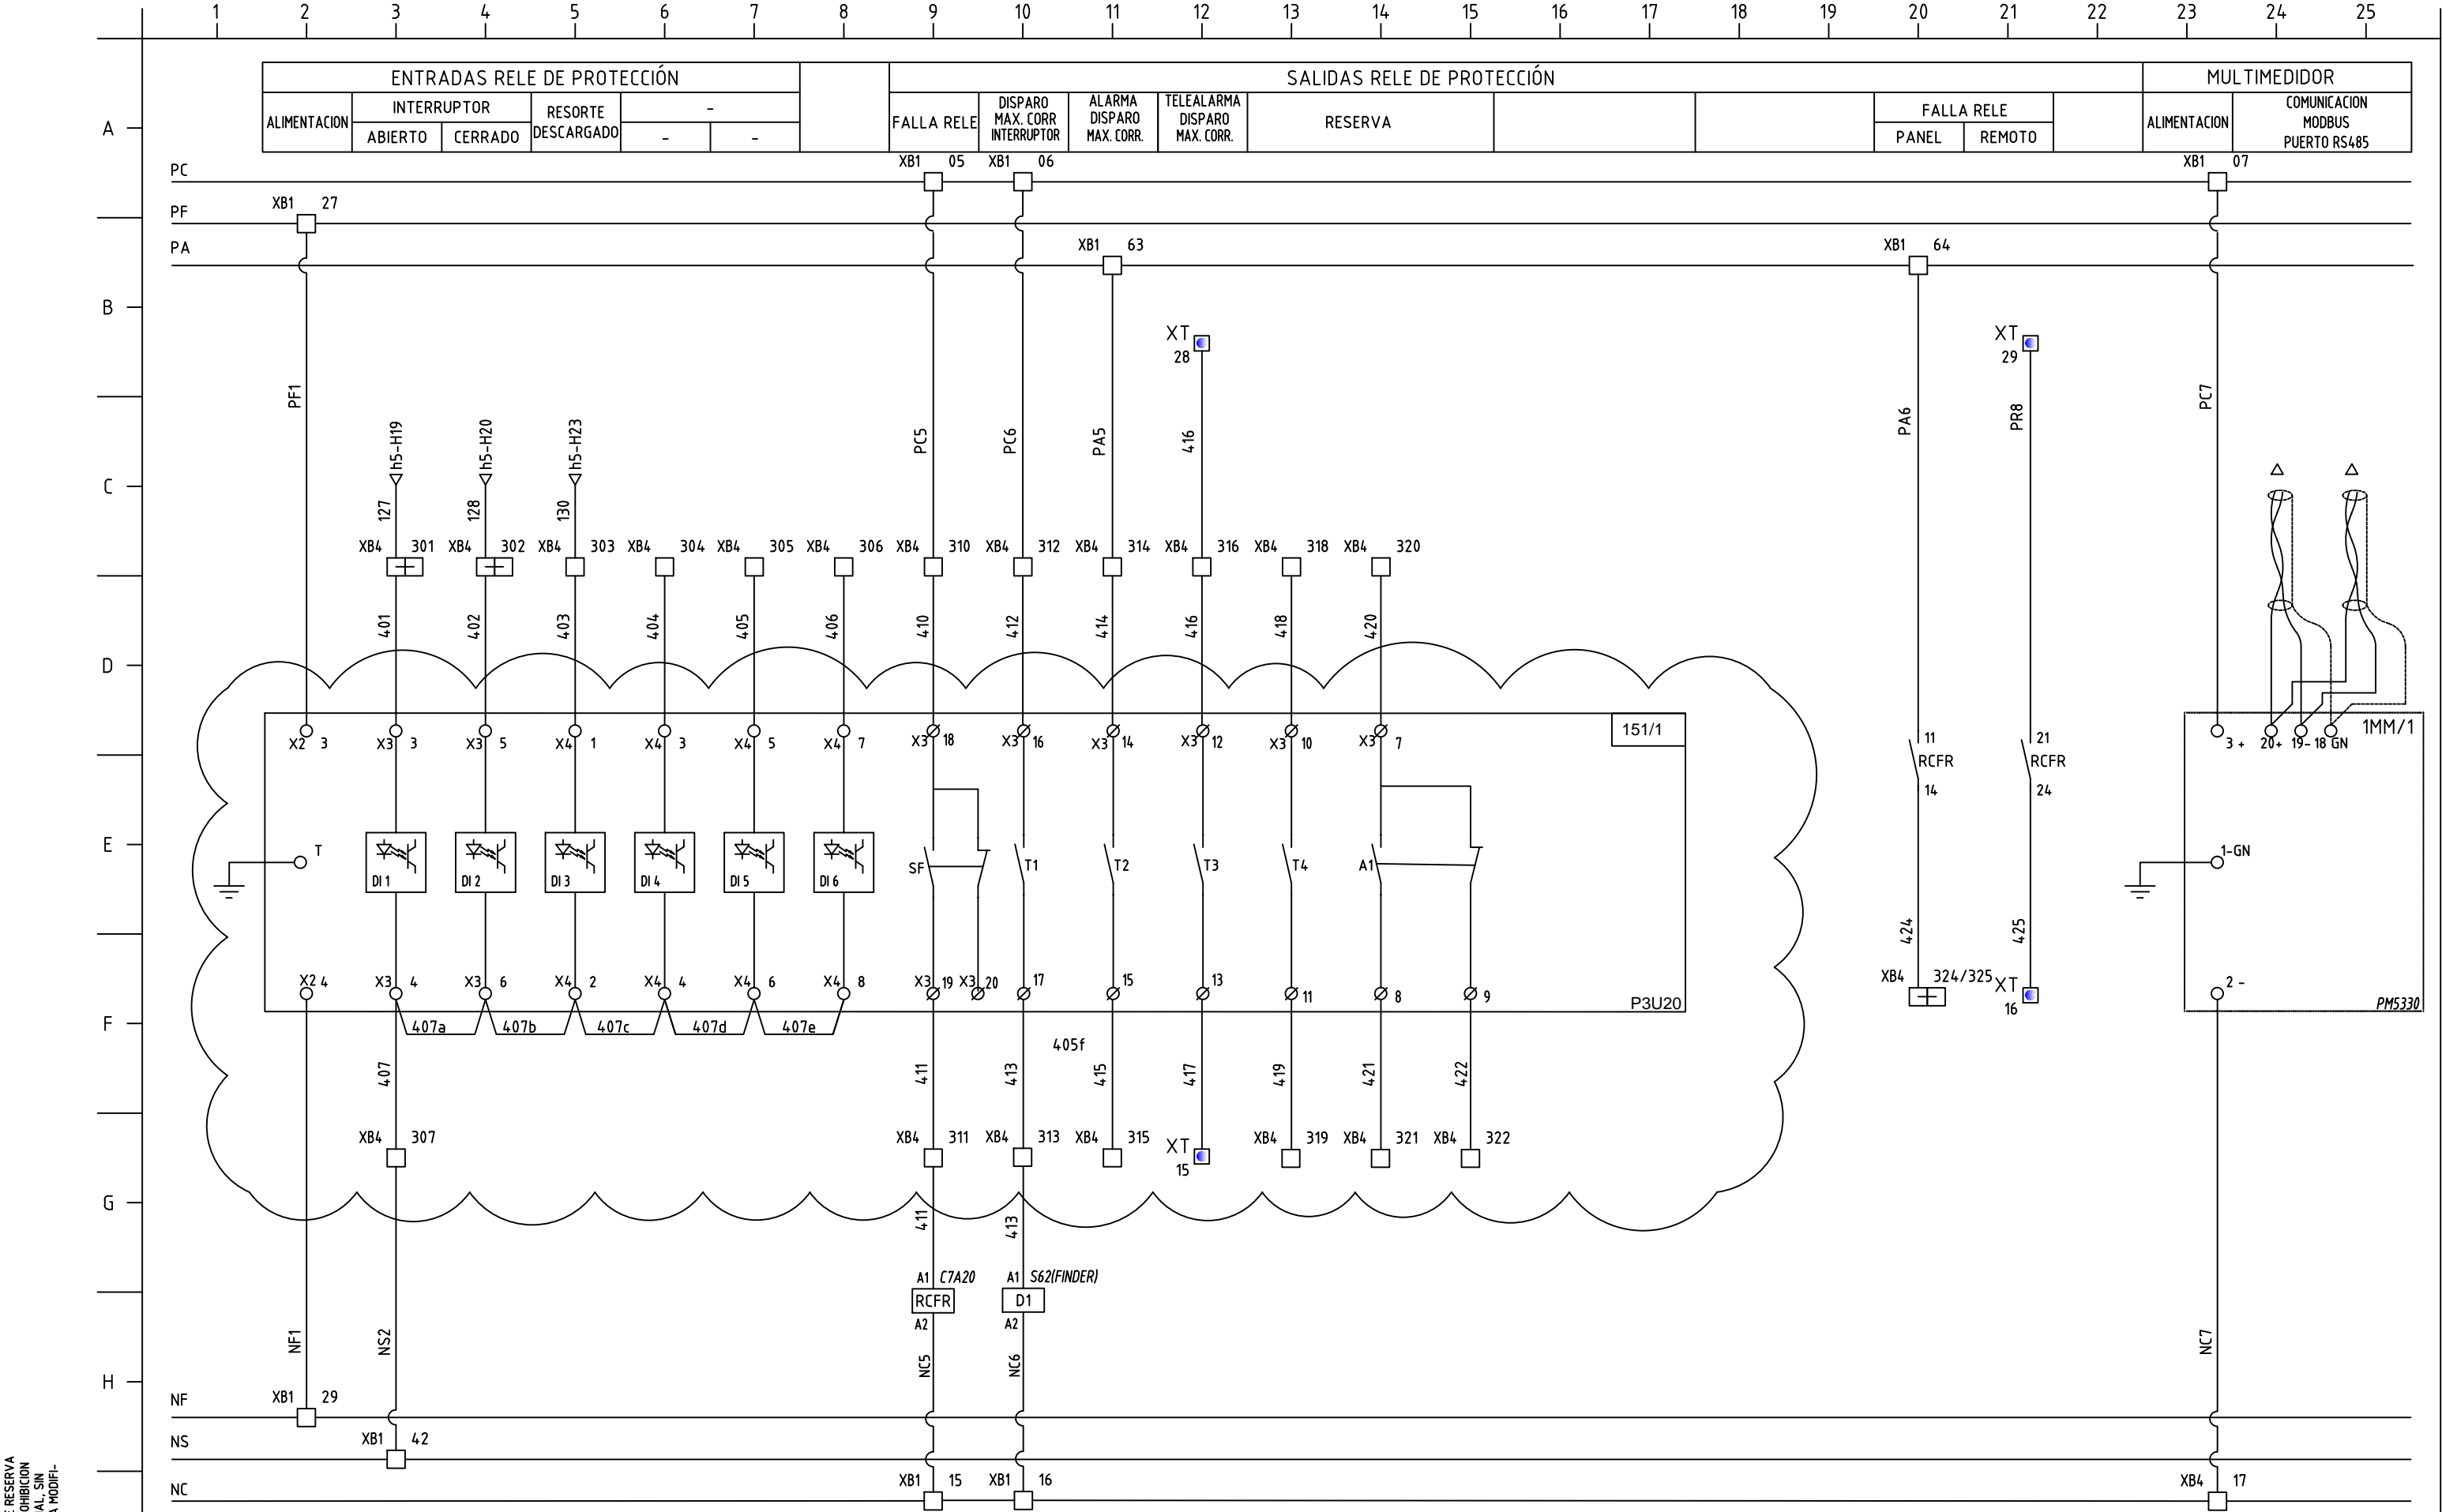 1 2 3 4 5 6 7 8 9 10 11 12 13 14 15 16 17 18 19 20 21 22 23 24 25
ENTRADAS RELE DE PROTECCIÓN SALIDAS RELE DE PROTECCIÓN MULTIMEDIDOR
ALIMENTACION
INTERRUPTOR
ABIERTO CERRADO
RESORTE
DESCARGADO
-
- -
FALLA RELE
DISPARO
MAX. CORR
INTERRUPTOR
ALARMA
DISPARO
MAX. CORR.
TELEALARMA
DISPARO
MAX. CORR.
RESERVA
FALLA RELE
PANEL REMOTO
ALIMENTACION
COMUNICACION
MODBUS
PUERTO RS485
A
PC XB1 05 XB1 06 XB1 07
PF XB1 27
PA XB1 63 XB1 64
B
XT 28 XT 29
PF1 PC5 PC6 PA5 416 PA6 PR8 PC7
h5-H19 h5-H20 h5-H23
C
127 128 130
XB4 301 XB4 302 XB4 303 XB4 304 XB4 305 XB4 306 XB4 310 XB4 312 XB4 314 XB4 316 XB4 318 XB4 320
401 402 403 404 405 406 410 412 414 416 418 420
D
151/1 1MM/1
X2 3 X3 3 X3 5 X4 1 X4 3 X4 5 X4 7 X3 18 X3 16 X3 14 X3 12 X3 10 X3 7
3 + 20+ 19- 18 GN
11 RCFR 14
21 RCFR 24
E
T
DI 1 DI 2 DI 3 DI 4 DI 5 DI 6
SF T1 T2 T3 T4 A1
1-GN
424 425
X2 4 X3 4 X3 6 X4 2 X4 4 X4 6 X4 8 X3 19 X3 20 17 15 13 11 8 9
XB4 324/325 XT 16
2 -
P3U20 PM5330
F
407a 407b 407c 407d 407e
405f
407 411 413 415 417 419 421 422
XB4 307 XB4 311 XB4 313 XB4 315 XT 15 XB4 319 XB4 321 XB4 322
G
411 413
A1 C7A20 A1 S62(FINDER)
RCFR D1
A2 A2
NF1 NS2 NC5 NC6 NC7
H
NF XB1 29
NS XB1 42
NC XB1 15 XB1 16 XB4 17
RESERVA
AL, SIN
A MODIFI-